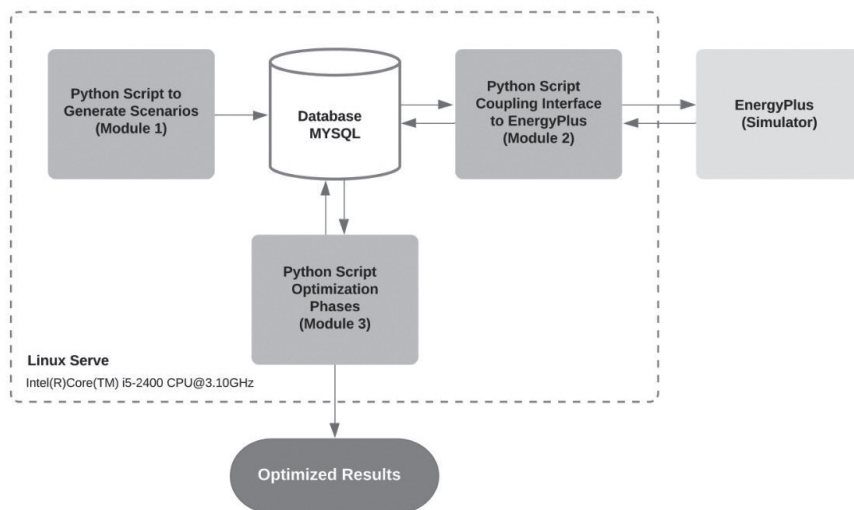 Python Script to
Generate Scenarios
(Module 1)
Database
MYSQL
Python Script
Coupling Interface
to EnergyPlus
(Module 2)
EnergyPlus
(Simulator)
Python Script
Optimization
Phases
(Module 3)
Linux Serve
Intel(R)Core(TM) i5-2400 CPU@3.10GHz
Optimized Results